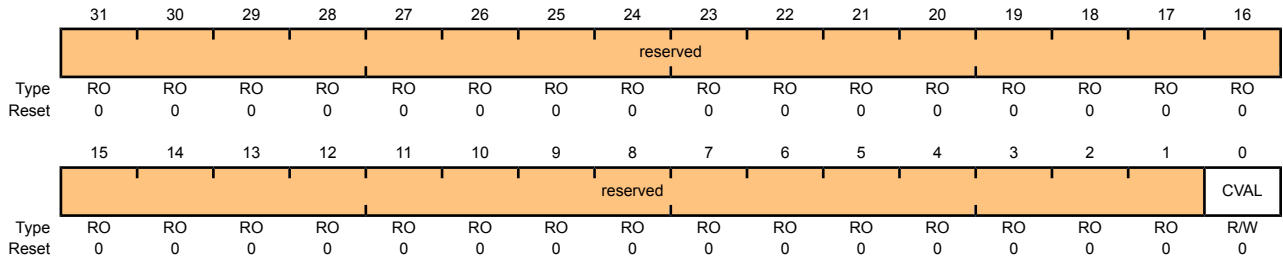 31 30 29 28 27 26 25 24 23 22 21 20 19 18 17 16
reserved
Type RO RO RO RO RO RO RO RO RO RO RO RO RO RO RO RO
Reset 0 0 0 0 0 0 0 0 0 0 0 0 0 0 0 0
15 14 13 12 11 10 9 8 7 6 5 4 3 2 1 0
reserved CVAL
Type RO RO RO RO RO RO RO RO RO RO RO RO RO RO RO R/W
Reset 0 0 0 0 0 0 0 0 0 0 0 0 0 0 0 0